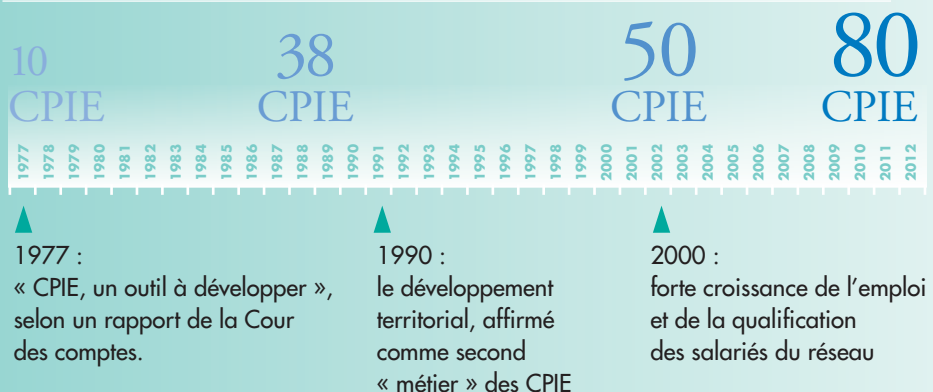 10
CPIE
38
CPIE
50
CPIE
80
CPIE
1977 1978 1979 1980 1981 1982 1983 1984 1985 1986 1987 1988 1989 1990 1991 1992 1993 1994 1995 1996 1997 1998 1999 2000 2001 2002 2003 2004 2005 2006 2007 2008 2009 2010 2011 2012
1977 :
« CPIE, un outil à développer »,
selon un rapport de la Cour
des comptes.
1990 :
le développement
territorial, affirmé
comme second
« métier » des CPIE
2000 :
forte croissance de l’emploi
et de la qualification
des salariés du réseau